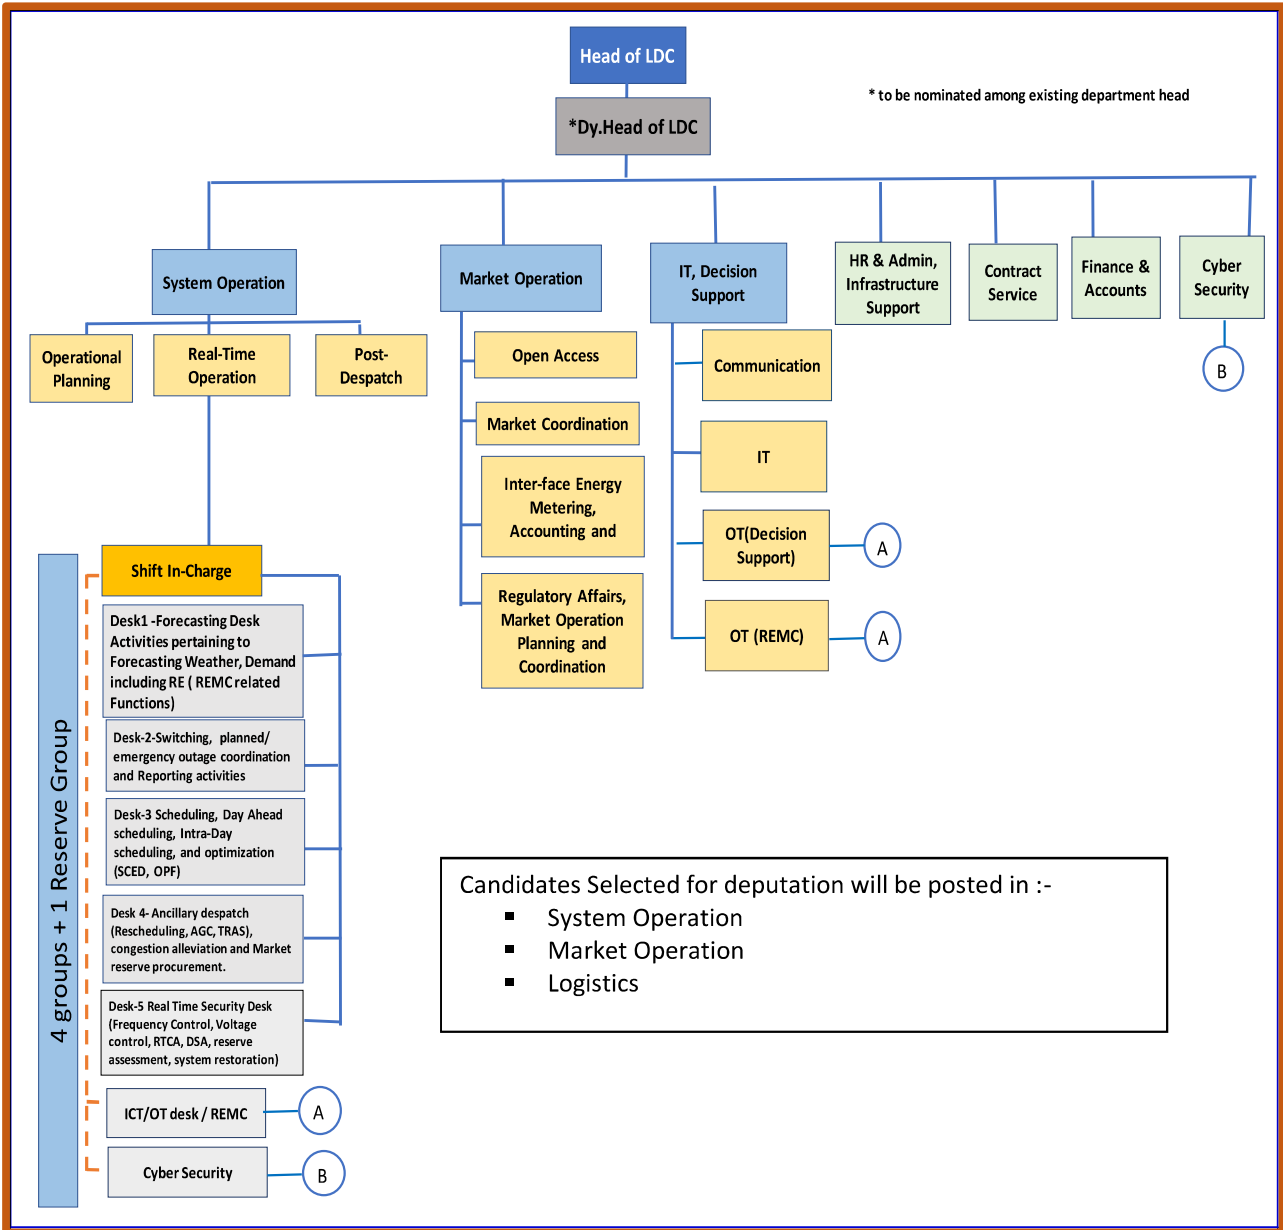 Head of LDC
* to be nominated among existing department head
*Dy.Head of LDC
System Operation
Market Operation
IT, Decision
Support
HR & Admin,
Infrastructure
Support
Contract
Service
Finance &
Accounts
Cyber
Security
B
Operational
Planning
Real-Time
Operation
Post-
Despatch
Open Access
Market Coordination
Inter-face Energy
Metering,
Accounting and
Regulatory Affairs,
Market Operation
Planning and
Coordination
Communication
IT
OT(Decision
Support)
A
OT (REMC)
A
4 groups + 1 Reserve Group
Shift In-Charge
Desk1 -Forecasting Desk
Activities pertaining to
Forecasting Weather, Demand
including RE ( REMC related
Functions)
Desk-2-Switching, planned/
emergency outage coordination
and Reporting activities
Desk-3 Scheduling, Day Ahead
scheduling, Intra-Day
scheduling, and optimization
(SCED, OPF)
Desk 4- Ancillary despatch
(Rescheduling, AGC, TRAS),
congestion alleviation and Market
reserve procurement.
Desk-5 Real Time Security Desk
(Frequency Control, Voltage
control, RTCA, DSA, reserve
assessment, system restoration)
ICT/OT desk / REMC
A
Cyber Security
B
Candidates Selected for deputation will be posted in :-
▪ System Operation
▪ Market Operation
▪ Logistics